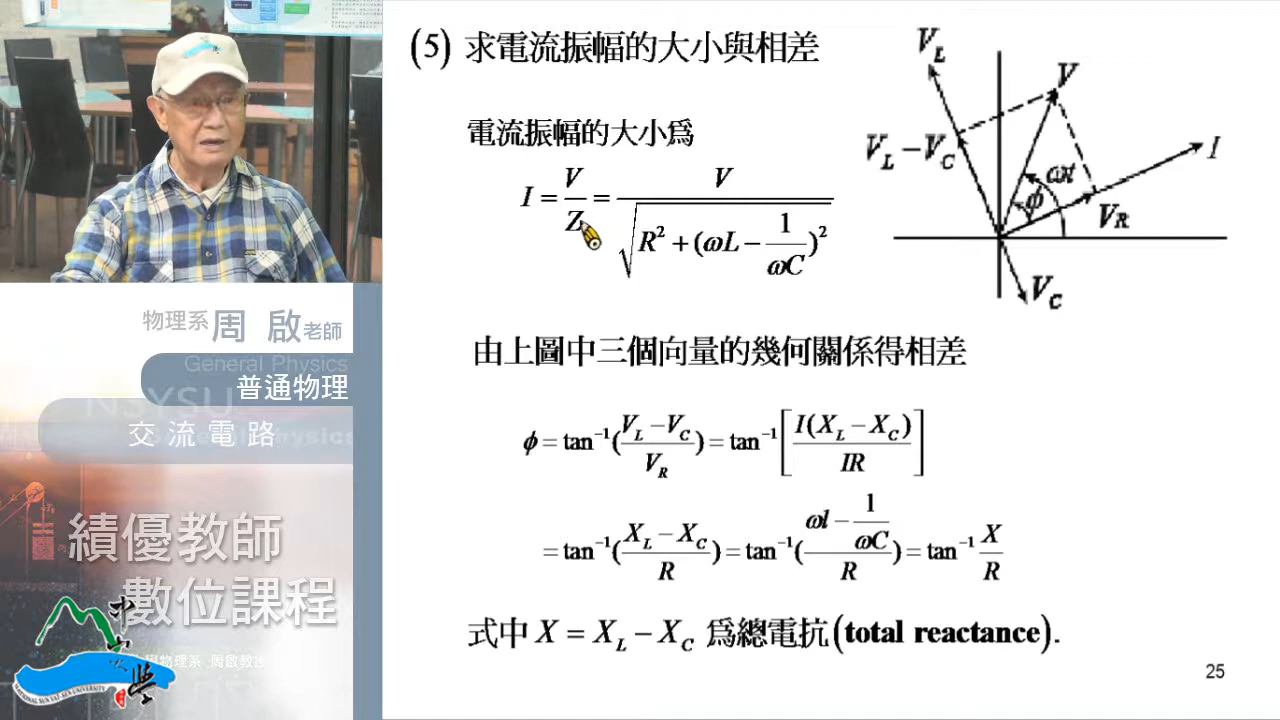 (5) 求電流振幅的大小與相差
電流振幅的大小為
I = V/Z = V/√(R² + (ωL − 1/ωC)²)
V_L
V
V_L − V_C
I
ωt
ϕ
V_R
V_C
由上圖中三個向量的幾何關係得相差
ϕ = tan⁻¹(V_L − V_C / V_R) = tan⁻¹[I(X_L − X_C) / IR]
= tan⁻¹(X_L − X_C / R) = tan⁻¹(ωl − 1/ωC / R) = tan⁻¹ X/R
式中 X = X_L − X_C 為總電抗(total reactance).
25
物理系周 啟老師
General Physics
普通物理
NSYSU
交流電路
績優教師
數位課程